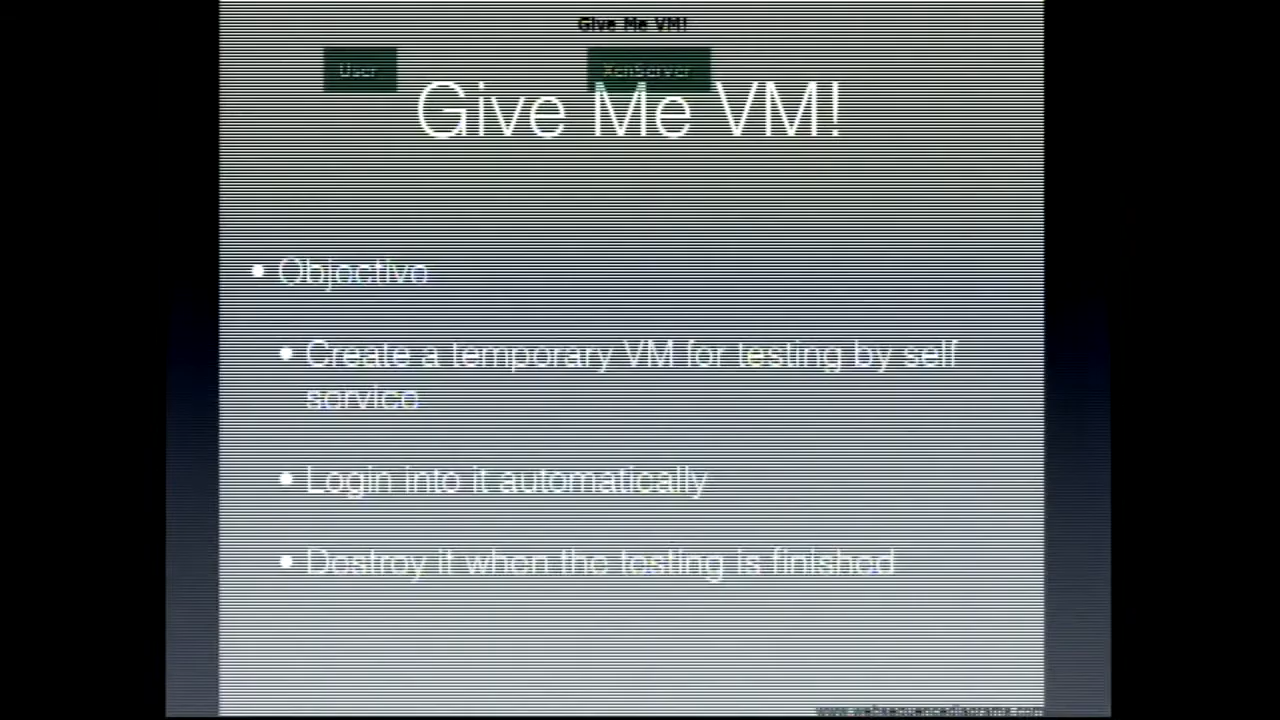 Give Me VM!
User
XenServer
Give Me VM!
• Objective
• Create a temporary VM for testing by self
service
• Login into it automatically
• Destroy it when the testing is finished
www.websequencediagrams.com